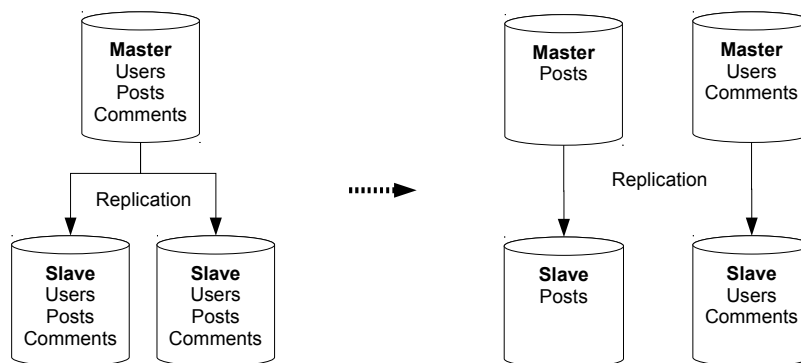 Master
Users
Posts
Comments
Replication
Slave
Users
Posts
Comments
Slave
Users
Posts
Comments
Master
Posts
Master
Users
Comments
Replication
Slave
Posts
Slave
Users
Comments